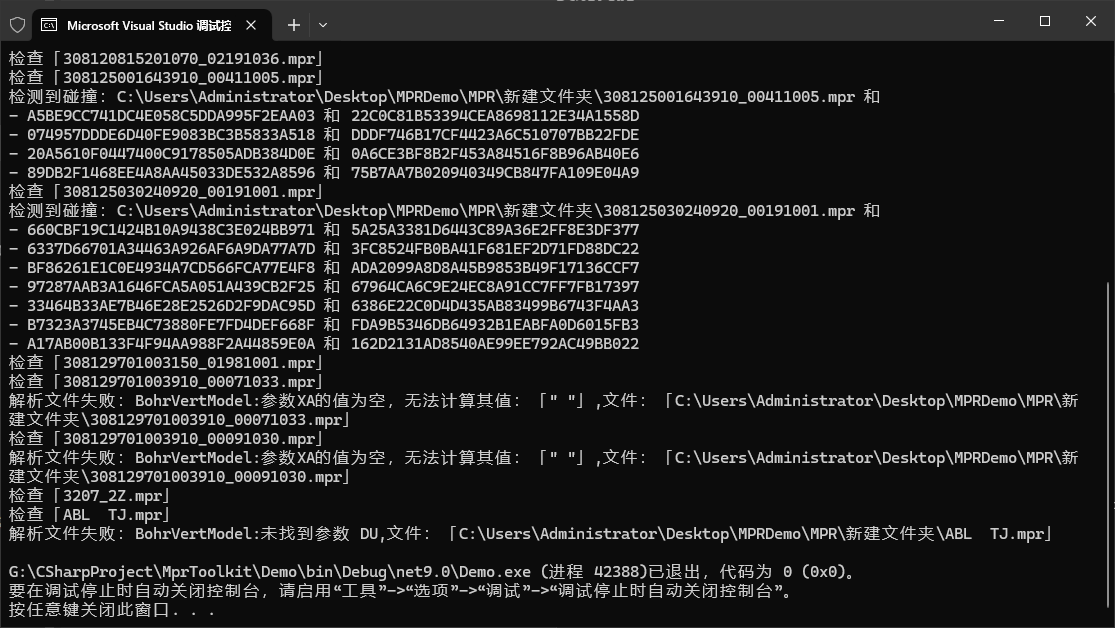 Microsoft Visual Studio 调试控
检查「308120815201070_02191036.mpr」
检查「308125001643910_00411005.mpr」
检测到碰撞: C:\Users\Administrator\Desktop\MPRDemo\MPR\新建文件夹\308125001643910_00411005.mpr 和
- A5BE9CC741DC4E058C5DDA995F2EAA03 和 22C0C81B53394CEA8698112E34A1558D
- 074957DDDE6D40FE9083BC3B5833A518 和 DDDF746B17CF4423A6C510707BB22FDE
- 20A5610F0447400C9178505ADB384D0E 和 0A6CE3BF8B2F453A84516F8B96AB40E6
- 89DB2F1468EE4A8AA45033DE532A8596 和 75B7AA7B020940349CB847FA109E04A9
检查「308125030240920_00191001.mpr」
检测到碰撞: C:\Users\Administrator\Desktop\MPRDemo\MPR\新建文件夹\308125030240920_00191001.mpr 和
- 660CBF19C1424B10A9438C3E024BB971 和 5A25A3381D6443C89A36E2FF8E3DF377
- 6337D66701A34463A926AF6A9DA77A7D 和 3FC8524FB0BA41F681EF2D71FD88DC22
- BF86261E1C0E4934A7CD566FCA77E4F8 和 ADA2099A8D8A45B9853B49F17136CCF7
- 97287AAB3A1646FCA5A051A439CB2F25 和 67964CA6C9E24EC8A91CC7FF7FB17397
- 33464B33AE7B46E28E2526D2F9DAC95D 和 6386E22C0D4D435AB83499B6743F4AA3
- B7323A3745EB4C73880FE7FD4DEF668F 和 FDA9B5346DB64932B1EABFA0D6015FB3
- A17AB00B133F4F94AA988F2A44859E0A 和 162D2131AD8540AE99EE792AC49BB022
检查「308129701003150_01981001.mpr」
检查「308129701003910_00071033.mpr」
解析文件失败: BohrVertModel:参数XA的值为空，无法计算其值: 「" "」,文件: 「C:\Users\Administrator\Desktop\MPRDemo\MPR\新
建文件夹\308129701003910_00071033.mpr」
检查「308129701003910_00091030.mpr」
解析文件失败: BohrVertModel:参数XA的值为空，无法计算其值: 「" "」,文件: 「C:\Users\Administrator\Desktop\MPRDemo\MPR\新
建文件夹\308129701003910_00091030.mpr」
检查「3207_2Z.mpr」
检查「ABL  TJ.mpr」
解析文件失败: BohrVertModel:未找到参数 DU,文件: 「C:\Users\Administrator\Desktop\MPRDemo\MPR\新建文件夹\ABL  TJ.mpr」
G:\CSharpProject\MprToolkit\Demo\bin\Debug\net9.0\Demo.exe (进程 42388)已退出，代码为 0 (0x0)。
要在调试停止时自动关闭控制台，请启用“工具”->“选项”->“调试”->“调试停止时自动关闭控制台”。
按任意键关闭此窗口. . .